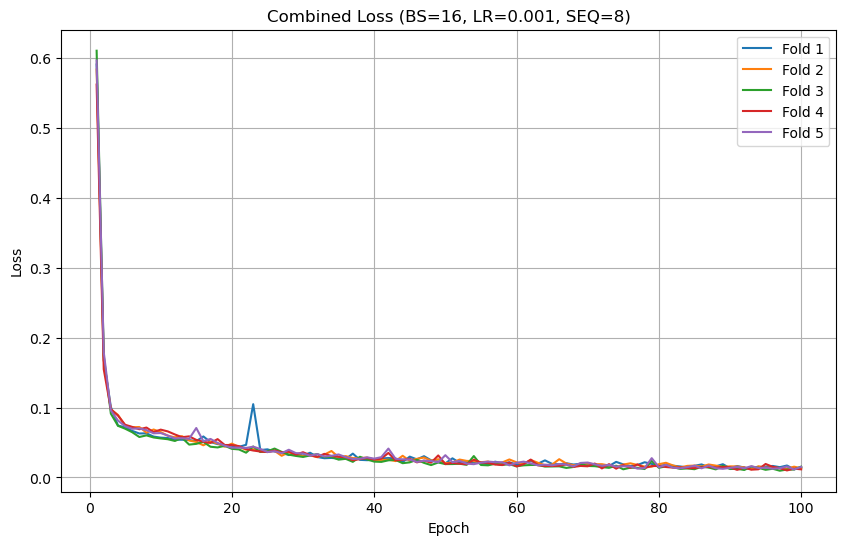 Combined Loss (BS=16, LR=0.001, SEQ=8)
Fold 1
Fold 2
Fold 3
Fold 4
Fold 5
Loss
0.6
0.5
0.4
0.3
0.2
0.1
0.0
0 20 40 60 80 100
Epoch